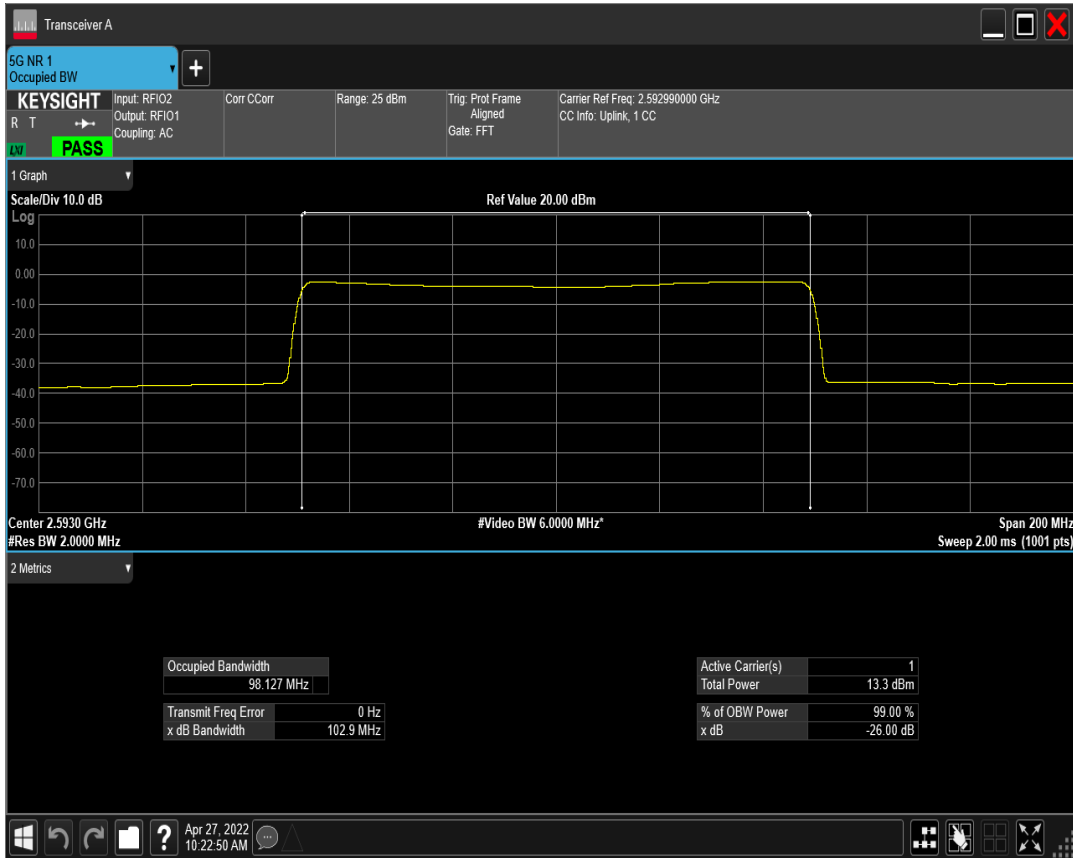 Transceiver A
5G NR 1
Occupied BW
+
KEYSIGHT
R T
LXI
PASS
Input: RFIO2
Output: RFIO1
Coupling: AC
Corr CCorr
Range: 25 dBm
Trig: Prot Frame
Aligned
Gate: FFT
Carrier Ref Freq: 2.592990000 GHz
CC Info: Uplink, 1 CC
1 Graph
Scale/Div 10.0 dB
Ref Value 20.00 dBm
Log
10.0
0.00
-10.0
-20.0
-30.0
-40.0
-50.0
-60.0
-70.0
Center 2.5930 GHz
#Video BW 6.0000 MHz*
Span 200 MHz
#Res BW 2.0000 MHz
Sweep 2.00 ms (1001 pts)
2 Metrics
Occupied Bandwidth
98.127 MHz
Transmit Freq Error 0 Hz
x dB Bandwidth 102.9 MHz
Active Carrier(s) 1
Total Power 13.3 dBm
% of OBW Power 99.00 %
x dB -26.00 dB
?
Apr 27, 2022
10:22:50 AM